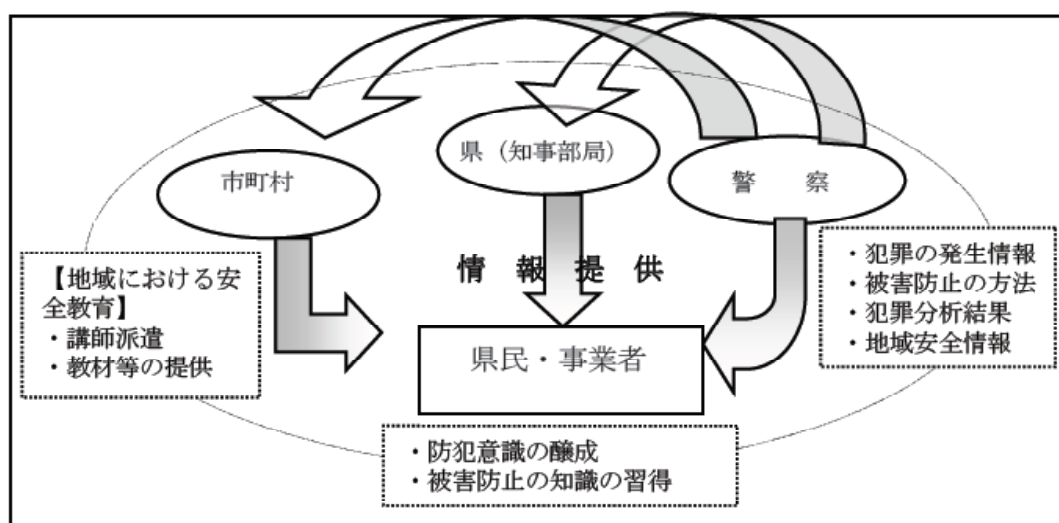 県（知事部局）
市町村
警　　察
情　報　提　供
【地域における安
全教育】
・講師派遣
・教材等の提供
・犯罪の発生情報
・被害防止の方法
・犯罪分析結果
・地域安全情報
県民・事業者
・防犯意識の醸成
・被害防止の知識の習得